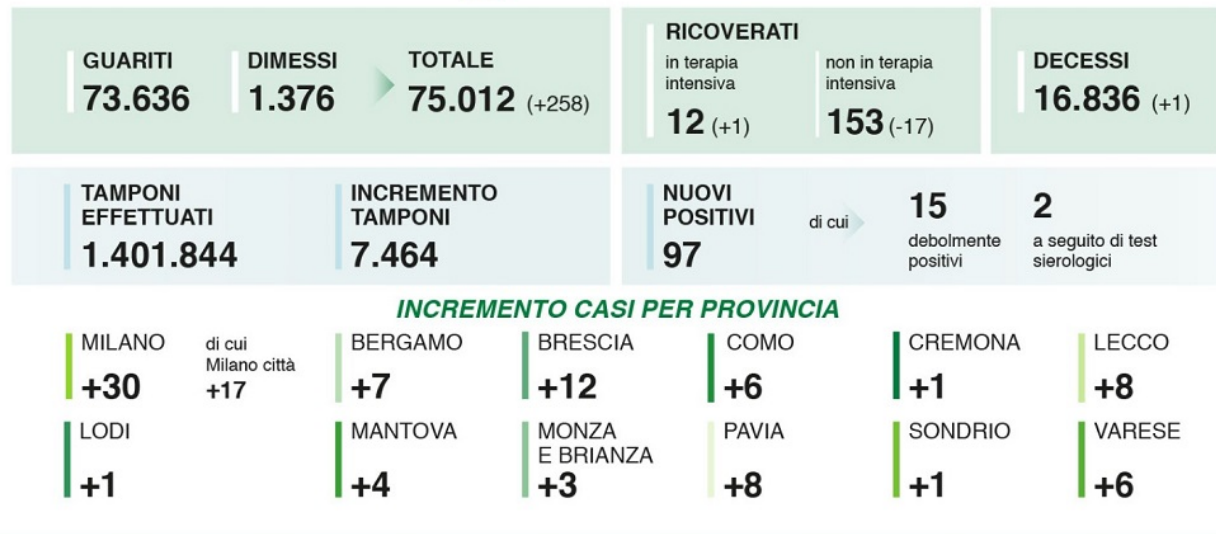 GUARITI
73.636
DIMESSI
1.376
TOTALE
75.012 (+258)
RICOVERATI
in terapia
intensiva
12 (+1)
non in terapia
intensiva
153 (-17)
DECESSI
16.836 (+1)
TAMPONI
EFFETTUATI
1.401.844
INCREMENTO
TAMPONI
7.464
NUOVI
POSITIVI
97
di cui
15
debolmente
positivi
2
a seguito di test
sierologici
INCREMENTO CASI PER PROVINCIA
MILANO
+30
di cui
Milano città
+17
BERGAMO
+7
BRESCIA
+12
COMO
+6
CREMONA
+1
LECCO
+8
LODI
+1
MANTOVA
+4
MONZA
E BRIANZA
+3
PAVIA
+8
SONDRIO
+1
VARESE
+6